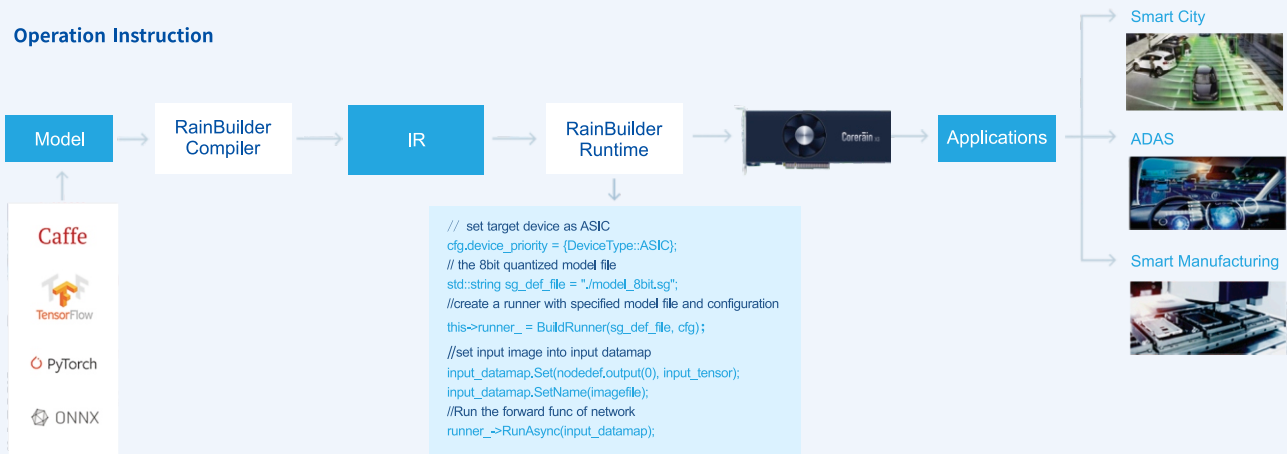 Operation Instruction
Model
RainBuilder
Compiler
IR
RainBuilder
Runtime
Corerain
Applications
Smart City
ADAS
Smart Manufacturing
Caffe
TensorFlow
PyTorch
ONNX
// set target device as ASIC
cfg.device_priority = {DeviceType::ASIC};
// the 8bit quantized model file
std::string sg_def_file = "./model_8bit.sg";
//create a runner with specified model file and configuration
this->runner_ = BuildRunner(sg_def_file, cfg);
//set input image into input datamap
input_datamap.Set(nodedef.output(0), input_tensor);
input_datamap.SetName(imagefile);
//Run the forward func of network
runner_->RunAsync(input_datamap);